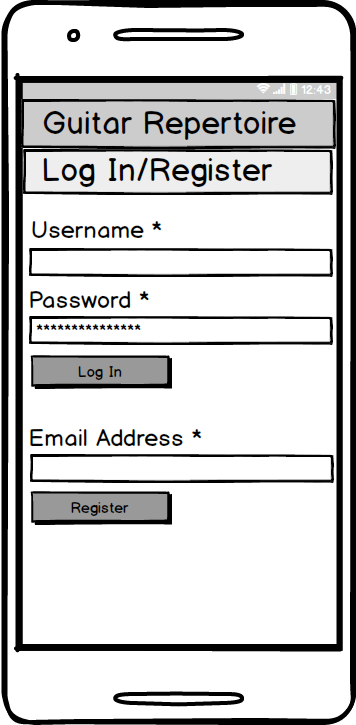 12:43
Guitar Repertoire
Log In/Register
Username *
Password *
***************
Log In
Email Address *
Register